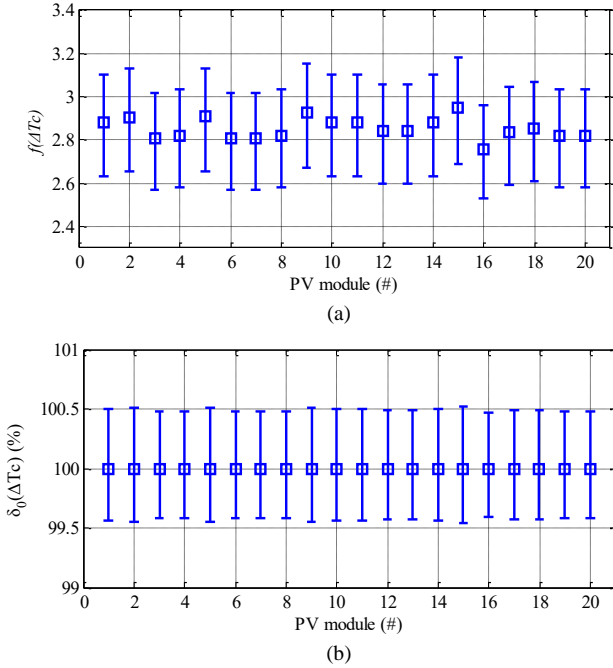 3.4
3.2
3
2.8
2.6
2.4
f(ΔTc)
0 2 4 6 8 10 12 14 16 18 20
PV module (#)
(a)
101
100.5
100
99.5
99
δ0(ΔTc) (%)
0 2 4 6 8 10 12 14 16 18 20
PV module (#)
(b)